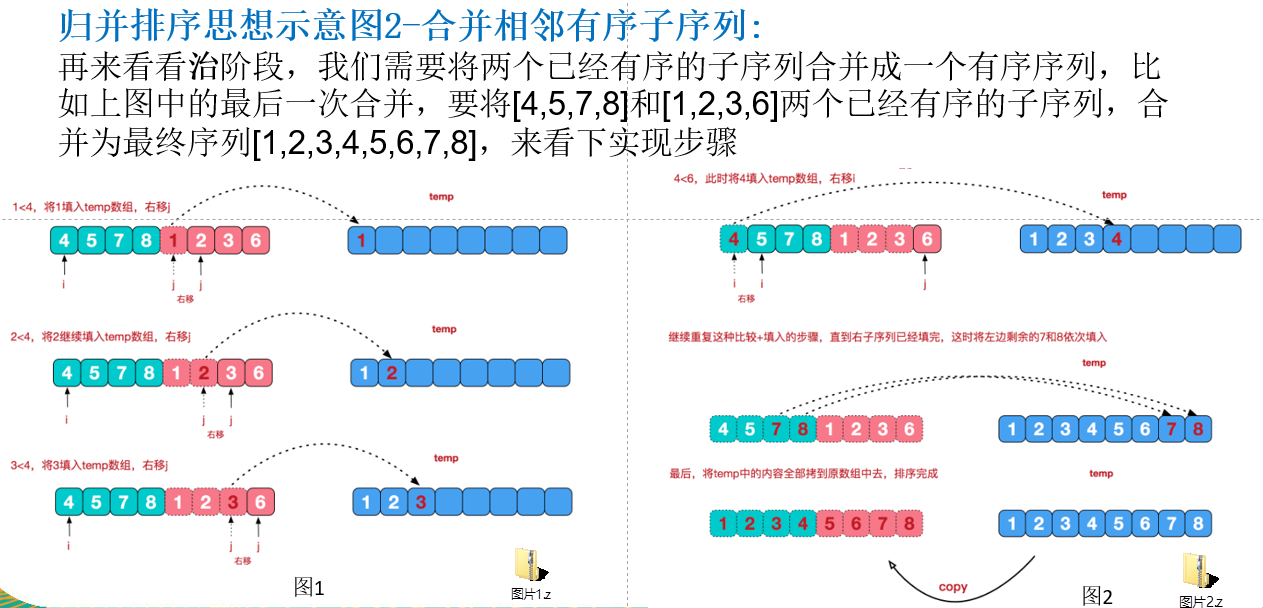 归并排序思想示意图2-合并相邻有序子序列:
再来看看治阶段，我们需要将两个已经有序的子序列合并成一个有序序列，比
如上图中的最后一次合并，要将[4,5,7,8]和[1,2,3,6]两个已经有序的子序列，合
并为最终序列[1,2,3,4,5,6,7,8]，来看下实现步骤
1<4，将1填入temp数组，右移j
temp
4 5 7 8 1 2 3 6
1
i
j
j
右移
2<4，将2继续填入temp数组，右移j
temp
4 5 7 8 1 2 3 6
1 2
i
j
j
右移
3<4，将3填入temp数组，右移j
temp
4 5 7 8 1 2 3 6
1 2 3
i
j
j
右移
图1
图片1.z
4<6，此时将4填入temp数组，右移i
temp
4 5 7 8 1 2 3 6
1 2 3 4
i
i
j
右移
继续重复这种比较+填入的步骤，直到右子序列已经填完，这时将左边剩余的7和8依次填入
temp
4 5 7 8 1 2 3 6
1 2 3 4 5 6 7 8
最后，将temp中的内容全部拷到原数组中去，排序完成
temp
1 2 3 4 5 6 7 8
1 2 3 4 5 6 7 8
copy
图2
图片2.z